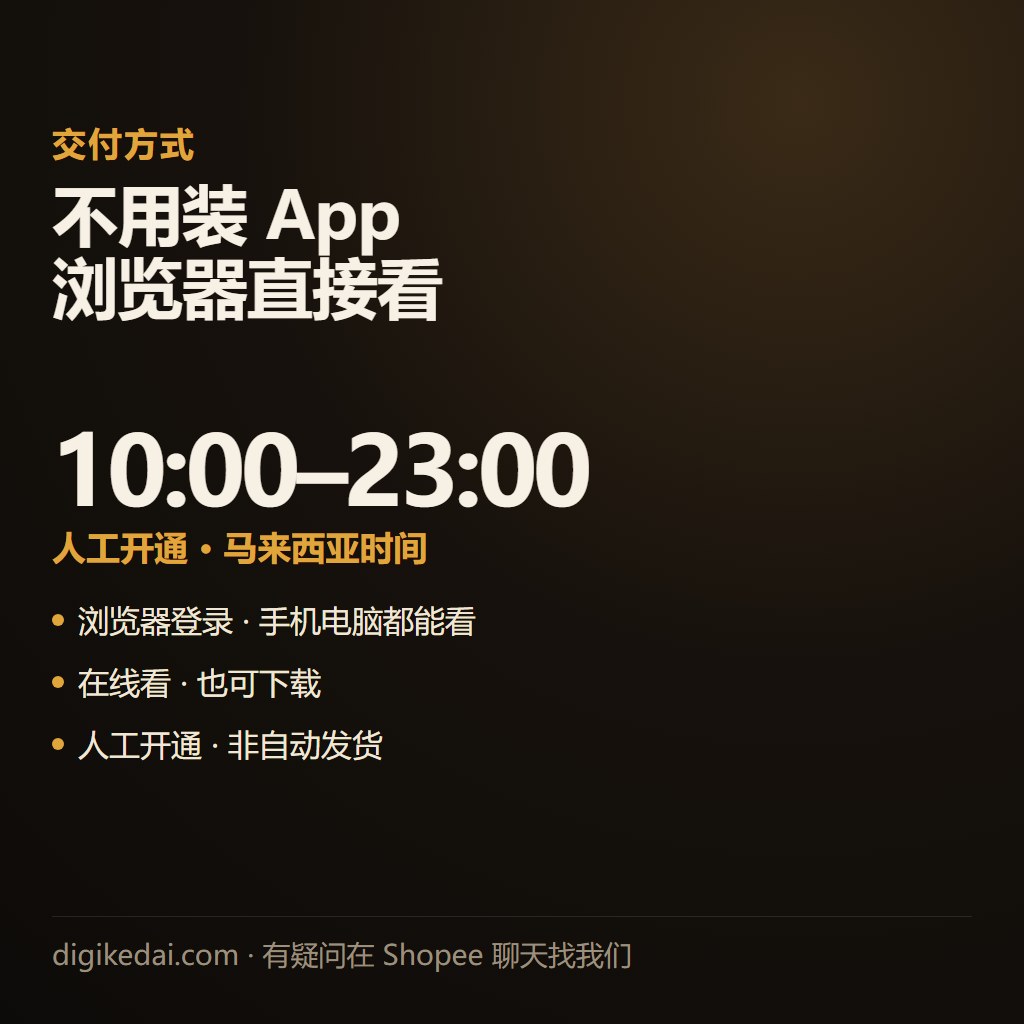 交付方式
不用装 App
浏览器直接看
10:00–23:00
人工开通 · 马来西亚时间
浏览器登录 · 手机电脑都能看
在线看 · 也可下载
人工开通 · 非自动发货
digikedai.com · 有疑问在 Shopee 聊天找我们